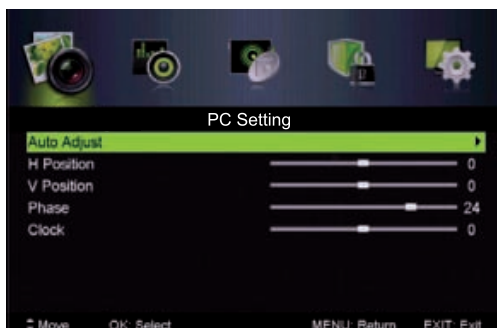 PC Setting
Auto Adjust
H Position 0
V Position 0
Phase 24
Clock 0
Move OK: Select MENU: Return EXIT: Exit